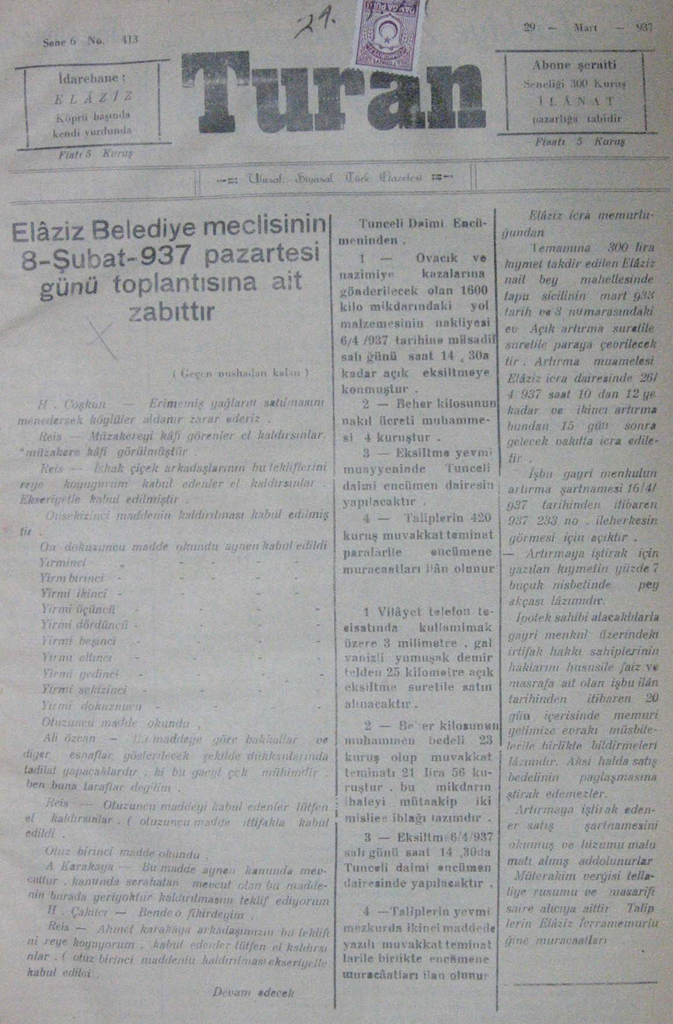 29.
Sene 6 No. 413
29 — Mart — 937
İdarehane :
ELÂZİZ
Köprü başında
kendi yurdunda
Fiatı 5 Kuruş
Turan
Abone şeraiti
Seneliği 300 Kuruş
İLÂNAT
pazarlığa tabidir
Fiatı 5 Kuruş
Ulusal, Siyasal Türk Gazetesi
Elâziz Belediye meclisinin
8-Şubat-937 pazartesi
günü toplantısına ait
zabıttır
( Geçen nushadan kalan )
H . Coşkun — Erimemiş yağların satılmasını
menedersek köylüler aldanır zarar ederiz .
Reis — Müzakereyi kâfi görenler el kaldırsınlar.
müzakere kâfi görülmüştür .
Reis — İshak çiçek arkadaşlarının bu tekliflerini
reye koyuyorum kabul edenler el kaldırsınlar .
Ekseriyetle kabul edilmiştir .
Onsekizinci maddenin kaldırılması kabul edilmiş
tir .
On dokuzuncu madde okundu aynen kabul edildi
Yirminci - - - - -
Yirm birinci - - - - -
Yirmi ikinci - - - - -
Yirmi üçüncü - - - - -
Yirmi dördüncü - - - - -
Yirmi beşinci - - - - -
Yirmi altıncı - - - - -
Yirmi yedinci - - - - -
Yirmi sekizinci - - - - -
Yirmi dokuzuncu - - - - -
Otuzuncu madde okundu .
Ali özcan — Bu maddeye göre bakkallar ve
diğer esnaflar gösterilecek şekilde dükkanlarında
tadilat yapacaklardır . ki bu gayet çok mühimdir .
ben buna taraftar değilim .
Reis — Otuzuncu maddeyi kabul edenler lütfen
el kaldırsınlar . ( otuzuncu madde ittifakla kabul
edildi .
Otuz birinci madde okundu .
A Karakaya — Bu madde aynen kanunda mev-
cuttur . kanunda serahatan mevcut olan bu madde-
nin burada yeriyoktur kaldırılmasını teklif ediyorum
H . Çakıcı — Bende o fikirdeyim .
Reis — Ahmet karakaya arkadaşımızın bu teklifi
ni reye koyuyorum . kabul edenler lütfen el kaldırsı
nlar . ( otuz birinci maddenin kaldırılması ekseriyetle
kabul edildi .
Devam edecek
Tunceli Daimi Encü-
meninden .
1 — Ovacık ve
nazimiye kazalarına
gönderilecek olan 1600
kilo mikdarındaki yol
malzemesinin nakliyesi
6/4 /937 tarihine müsadif
salı günü saat 14 ,30a
kadar açık eksiltmeye
konmuştur .
2 — Beher kilosunun
nakil ücreti muhamme-
si 4 kuruştur .
3 — Eksiltme yevmi
muayyeninde Tunceli
daimi encümen dairesin
yapılacaktır .
4 — Taliplerin 420
kuruş muvakkat teminat
paralarile encümene
muracaatları ilân olunur
1 Vilâyet telefon te-
sisatında kullanılmak
üzere 3 milimetre , gal
vanizli yumuşak demir
telden 25 kilometre açık
eksiltme suretile satın
alınacaktır .
2 — Beher kilosunun
muhammen bedeli 23
kuruş olup muvakkat
teminatı 21 lira 56 ku-
ruştur . bu mikdarın
ihaleyi mütaakip iki
misline iblağı lazımdır .
3 — Eksiltme6/4/937
salı günü saat 14 ,30da
Tunceli daimi encümen
dairesinde yapılacaktır .
4 —Taliplerin yevmi
mezkurda ikinci maddede
yazılı muvakkat teminat
larile birlikte encümene
muracâatları ilan olunur
Elâziz icra memurlu-
ğundan
Temamına 300 lira
kıymet takdir edilen Elâziz
nail bey mahellesinde
tapu sicilinin mart 933
tarih ve 8 numarasındaki
ev Açık artırma suretile
suretile paraya çevrilecek
tir . Artırma muamelesi
Elâziz icra dairesinde 26/
4 937 saat 10 dan 12 ye
kadar ve ikinci artırma
bundan 15 gün sonra
gelecek vakıtta icra edile-
tir .
İşbu gayri menkulun
artırma şartnamesi 16/4/
937 tarihinden itibaren
937 233 no . ileherkesin
görmesi için açıktır .
— Artırmaya iştirak için
yazılan kıymetin yüzde 7
buçuk nisbetinde pey
akçası lâzımdır.
İpotek sahibi alacaklılarla
gayri menkul üzerindeki
irtifak hakkı sahiplerinin
haklarını hususile faiz ve
masrafa ait olan işbu ilân
tarihinden itibaren 20
gün içerisinde memuri
yetimize evrakı müsbite-
lerile birlikte bildirmeleri
lâzımdır. Aksi halda satış
bedelinin paylaşmasına
iştirak edemezler.
Artırmaya iştirak eden-
er satış şartnamesini
okumuş ve lüzumu malu
matı almış addolunurlar
Müterakim vergisi tella-
liye rusumu ve masarifi
saire alıcıya aittir Talip
lerin Elâziz İcrramemurlu
ğine muracaatları